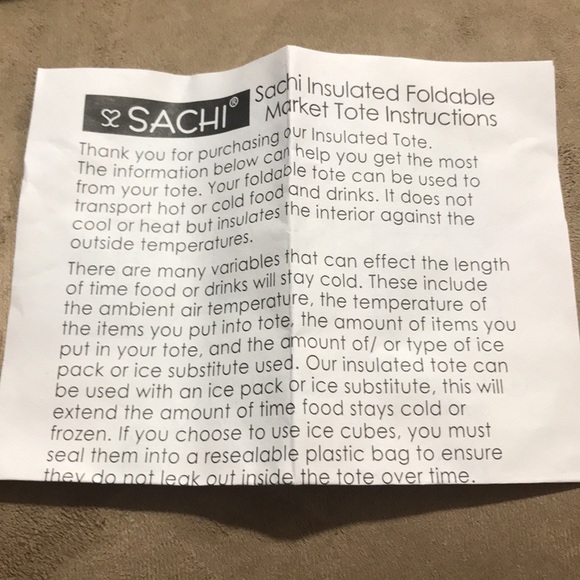 SACHI®
Sachi Insulated Foldable
Market Tote Instructions
Thank you for purchasing our Insulated Tote.
The information below can help you get the most
from your tote. Your foldable tote can be used to
transport hot or cold food and drinks. It does not
cool or heat but insulates the interior against the
outside temperatures.
There are many variables that can effect the length
of time food or drinks will stay cold. These include
the ambient air temperature, the temperature of
the items you put into tote, the amount of items you
put in your tote, and the amount of/ or type of ice
pack or ice substitute used. Our insulated tote can
be used with an ice pack or ice substitute, this will
extend the amount of time food stays cold or
frozen. If you choose to use ice cubes, you must
seal them into a resealable plastic bag to ensure
they do not leak out inside the tote over time.